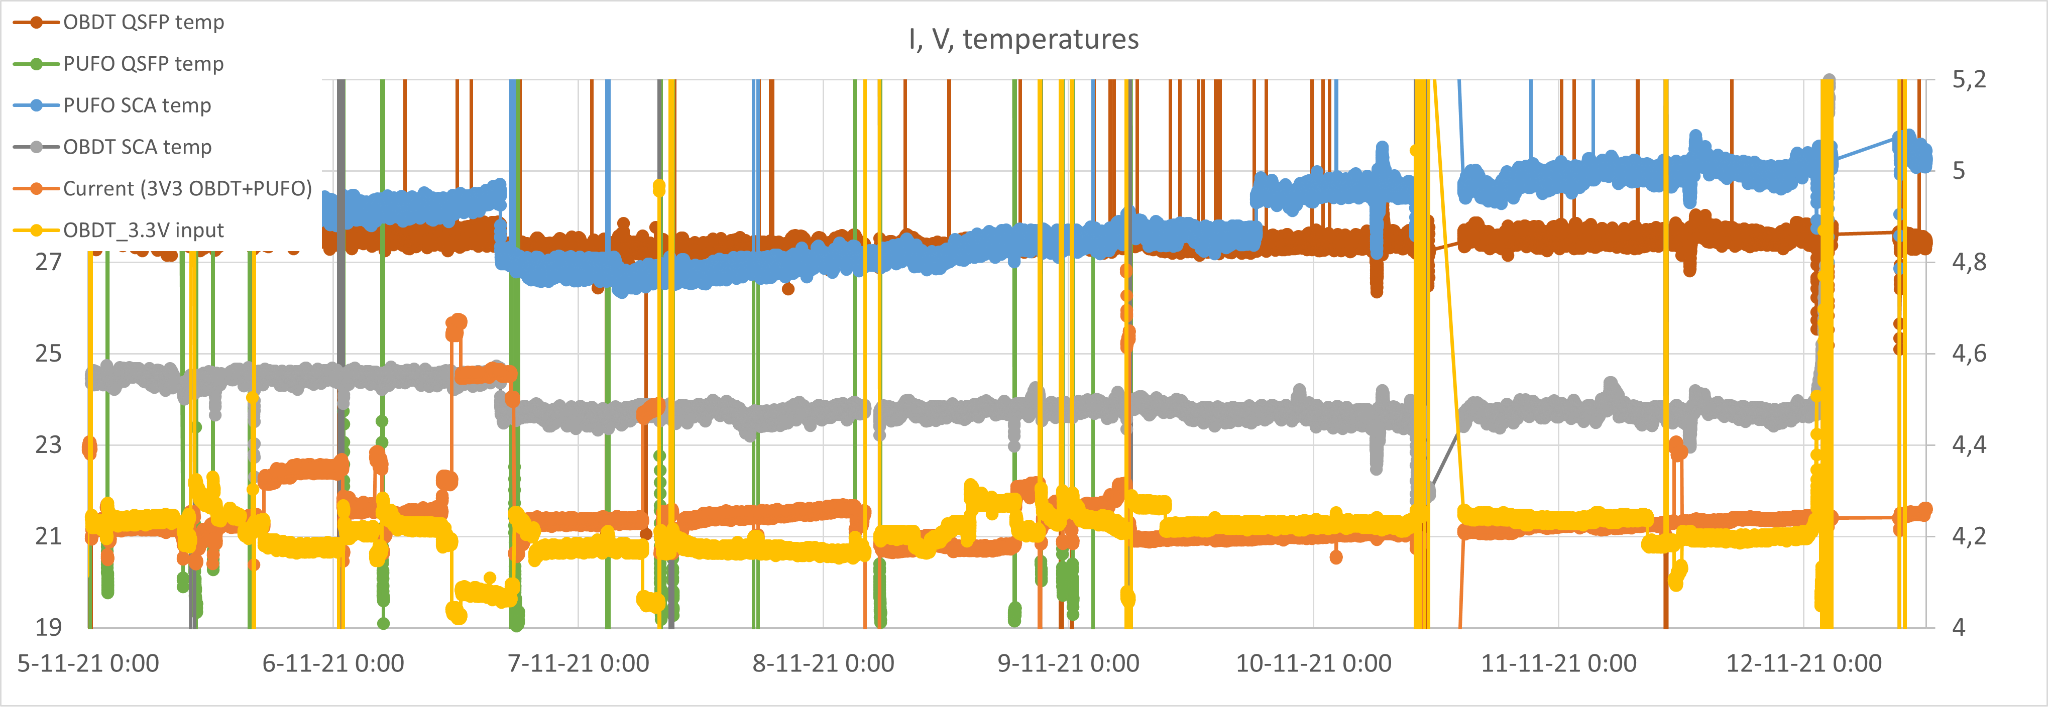 I, V, temperatures
OBDT QSFP temp
PUFO QSFP temp
PUFO SCA temp
OBDT SCA temp
Current (3V3 OBDT+PUFO)
OBDT_3.3V input
27
25
23
21
19
5,2
5
4,8
4,6
4,4
4,2
4
5-11-21 0:00
6-11-21 0:00
7-11-21 0:00
8-11-21 0:00
9-11-21 0:00
10-11-21 0:00
11-11-21 0:00
12-11-21 0:00